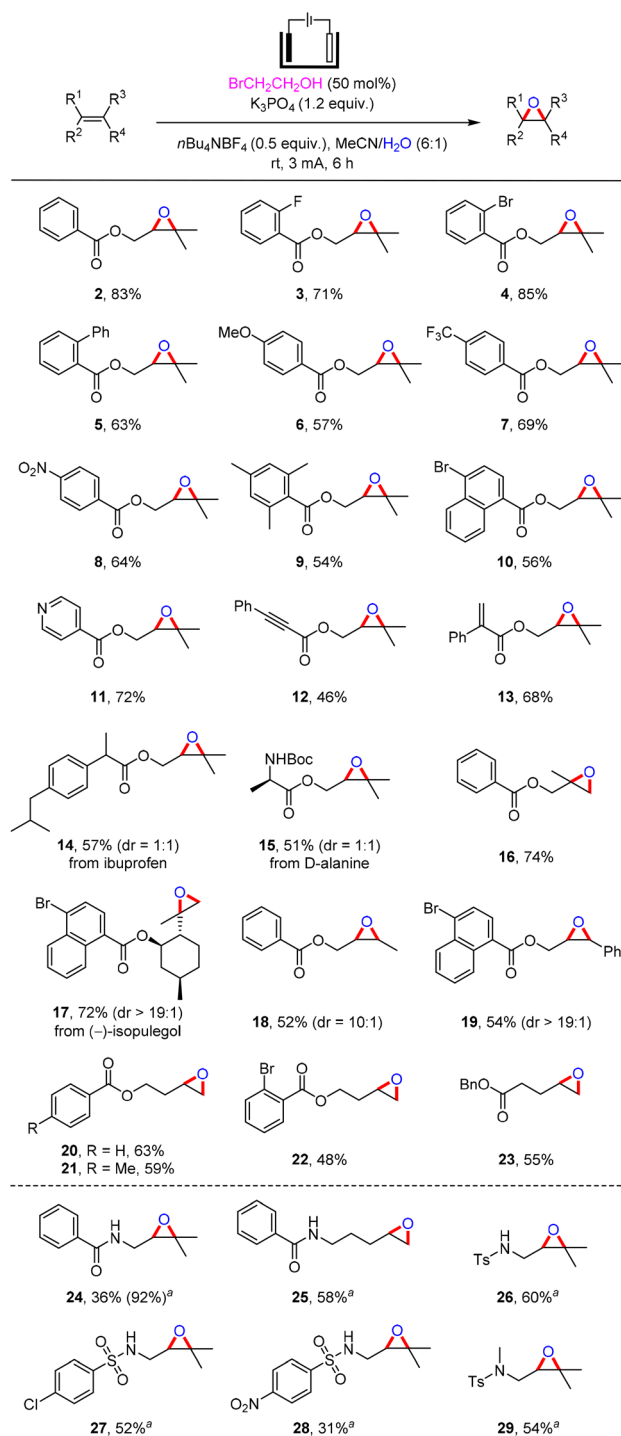 BrCH2CH2OH (50 mol%)
K3PO4 (1.2 equiv.)
R1 R3
R2 R4
nBu4NBF4 (0.5 equiv.), MeCN/H2O (6:1)
rt, 3 mA, 6 h
R1 O R3
R2 R4
O O
O
2, 83%
F
O O
O
3, 71%
Br
O O
O
4, 85%
Ph
O O
O
5, 63%
MeO
O O
O
6, 57%
F3C
O O
O
7, 69%
O2N
O O
O
8, 64%
O O
O
9, 54%
Br
O O
O
10, 56%
N
O O
O
11, 72%
Ph
O O
O
12, 46%
Ph
O O
O
13, 68%
O O
O
14, 57% (dr = 1:1)
from ibuprofen
NHBoc
O O
O
15, 51% (dr = 1:1)
from D-alanine
O
O
O
16, 74%
Br O
O
O
17, 72% (dr > 19:1)
from (−)-isopulegol
O O
O
18, 52% (dr = 10:1)
Br
O O
O Ph
19, 54% (dr > 19:1)
O
O O
R
20, R = H, 63%
21, R = Me, 59%
Br O
O O
22, 48%
O
BnO
O
23, 55%
H
N O
O
24, 36% (92%)a
H
N O
O
25, 58%a
H
Ts N O
26, 60%a
O H
S N O
O
Cl
27, 52%a
O H
S N O
O
O2N
28, 31%a
Ts N O
29, 54%a